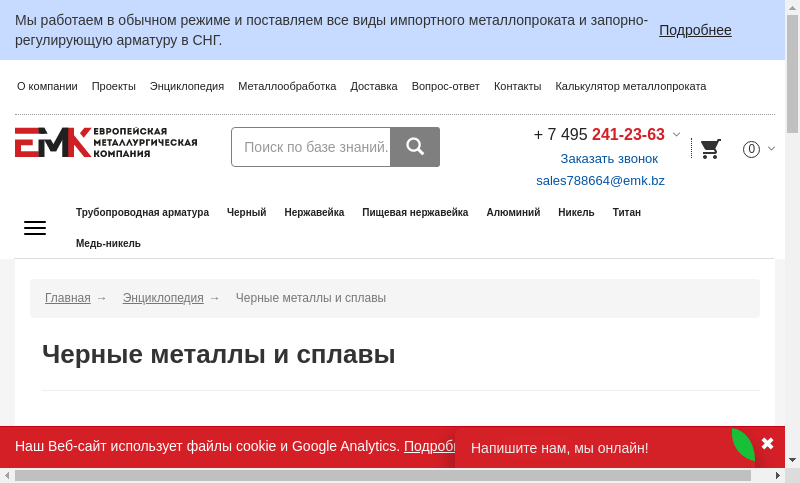 Мы работаем в обычном режиме и поставляем все виды импортного металлопроката и запорно-
регулирующую арматуру в СНГ.
Подробнее
О компании Проекты Энциклопедия Металлообработка Доставка Вопрос-ответ Контакты Калькулятор металлопроката
ЕМК ЕВРОПЕЙСКАЯ
МЕТАЛЛУРГИЧЕСКАЯ
КОМПАНИЯ
Поиск по базе знаний.
+ 7 495 241-23-63
Заказать звонок
sales788664@emk.bz
0
Трубопроводная арматура Черный Нержавейка Пищевая нержавейка Алюминий Никель Титан
Медь-никель
Главная → Энциклопедия → Черные металлы и сплавы
Черные металлы и сплавы
Наш Веб-сайт использует файлы cookie и Google Analytics.
Напишите нам, мы онлайн!
✖